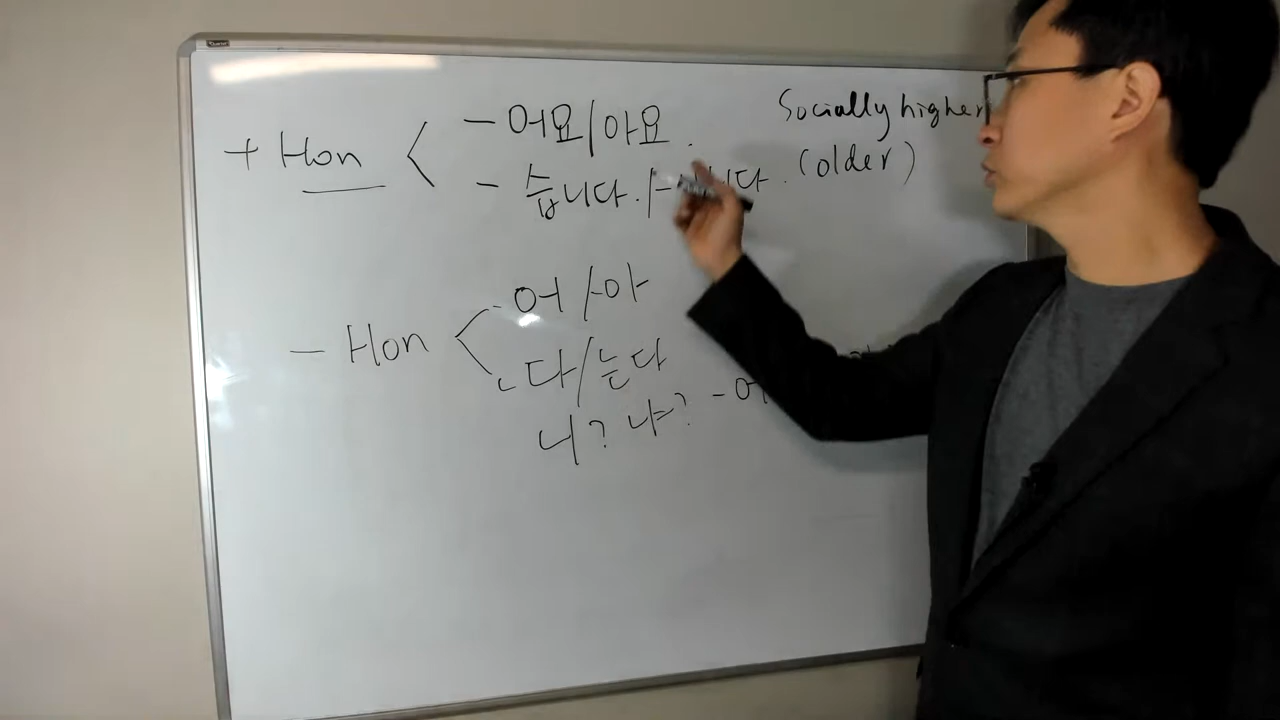 + Hon < -어요/아요. Socially higher
- 습니다. / (older)
- Hon < - 어/아
- 다/는다
니? 냐?